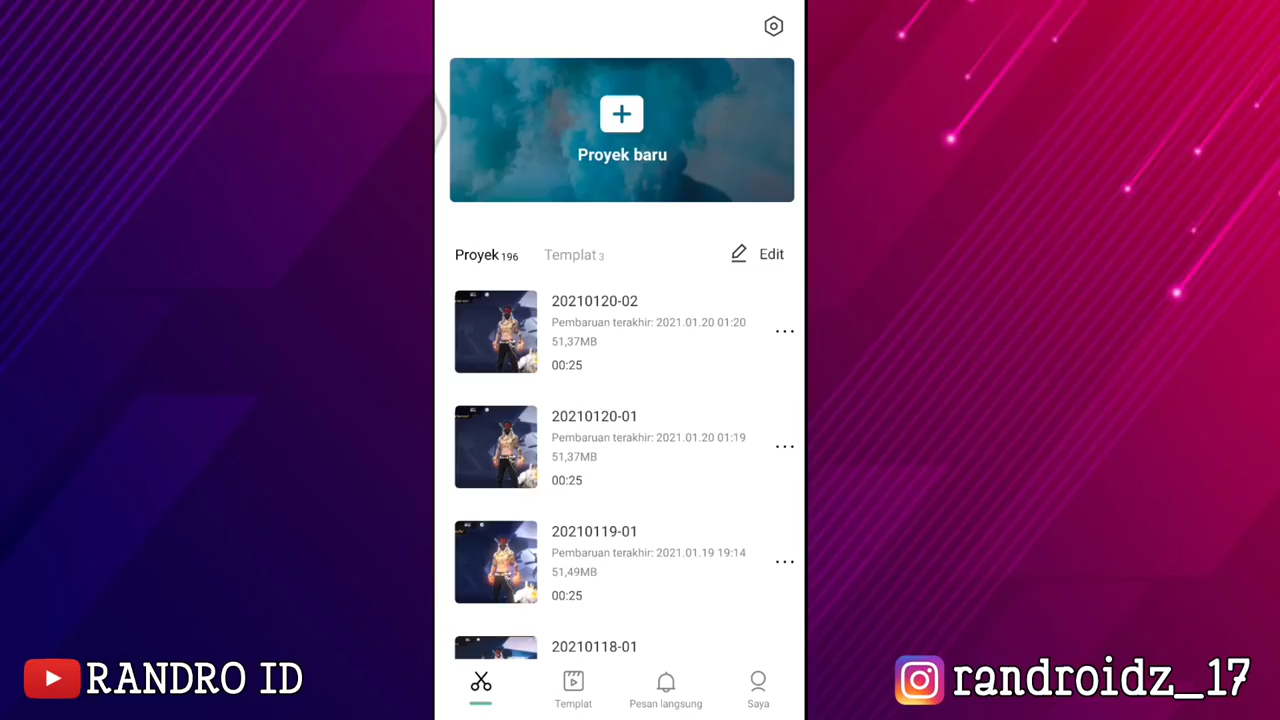 Proyek baru
Proyek 196
Templat 3
Edit
20210120-02
Pembaruan terakhir: 2021.01.20 01:20
51,37MB
00:25
20210120-01
Pembaruan terakhir: 2021.01.20 01:19
51,37MB
00:25
20210119-01
Pembaruan terakhir: 2021.01.19 19:14
51,49MB
00:25
20210118-01
Templat
Pesan langsung
Saya
RANDRO ID
randroidz_17